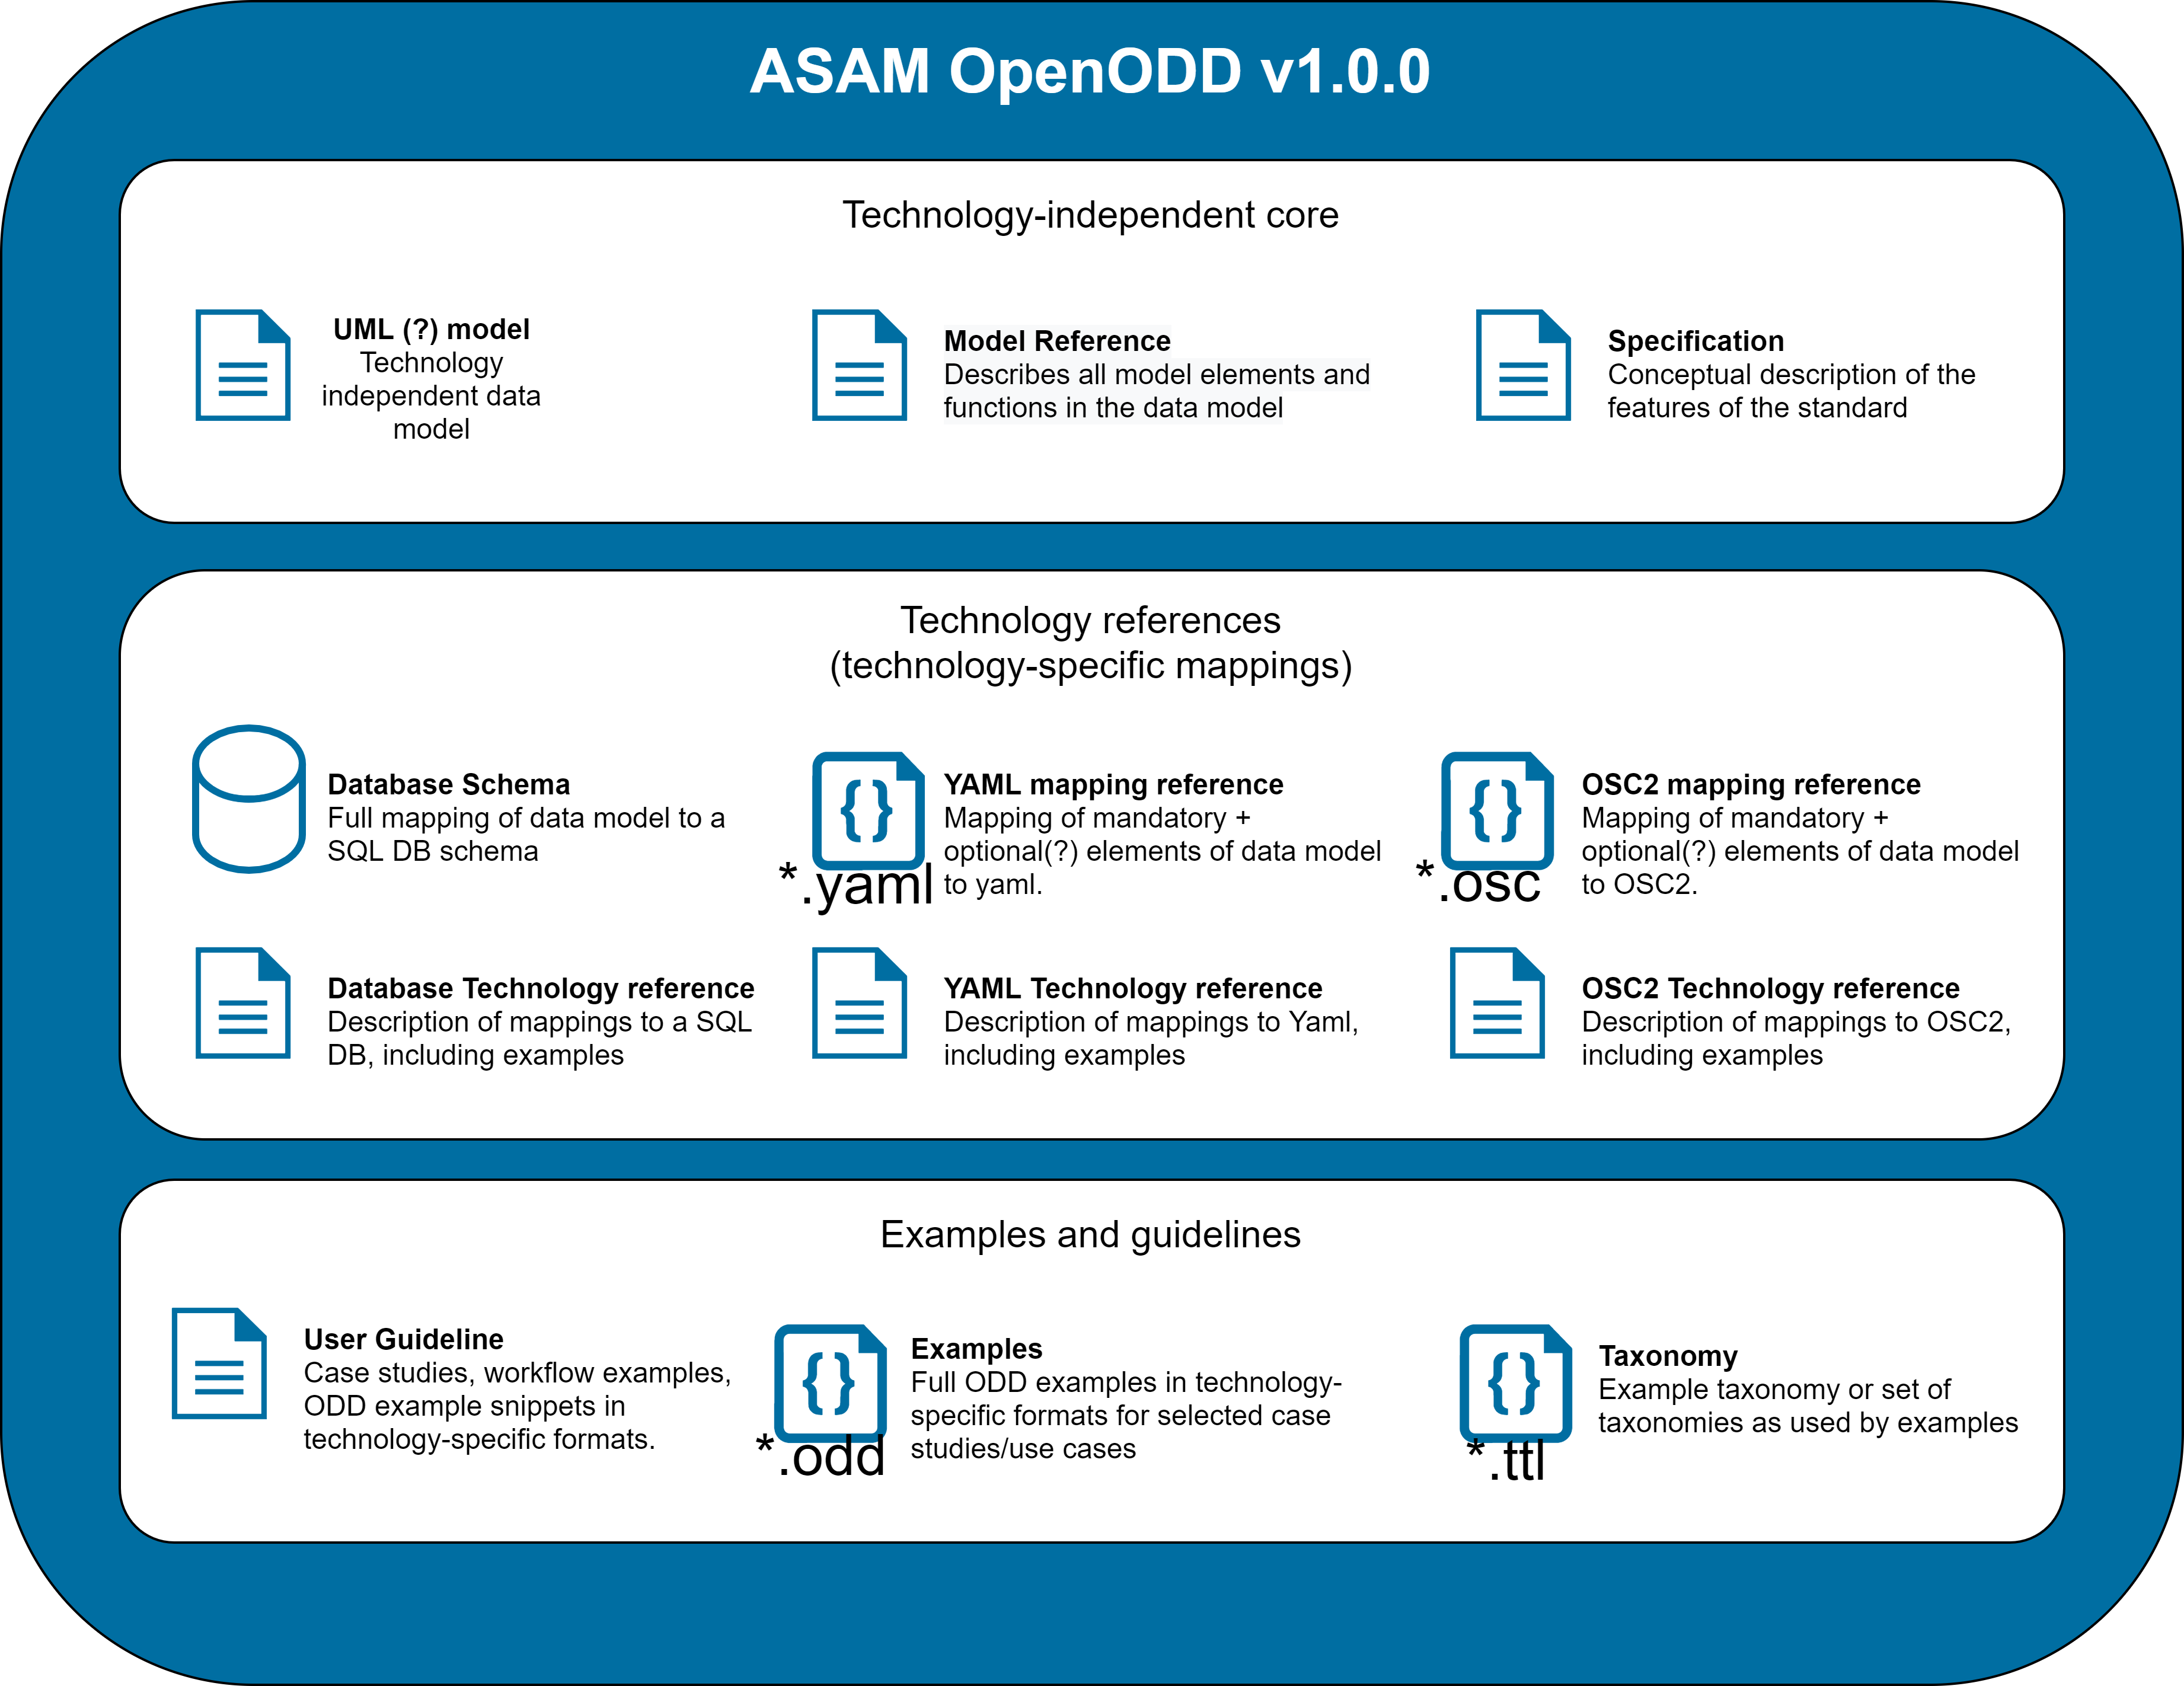 ASAM OpenODD v1.0.0
Technology-independent core
UML (?) model
Technology
independent data
model
Model Reference
Describes all model elements and
functions in the data model
Specification
Conceptual description of the
features of the standard
Technology references
(technology-specific mappings)
Database Schema
Full mapping of data model to a
SQL DB schema
{}
*.yaml
YAML mapping reference
Mapping of mandatory +
optional(?) elements of data model
to yaml.
{}
*.osc
OSC2 mapping reference
Mapping of mandatory +
optional(?) elements of data model
to OSC2.
Database Technology reference
Description of mappings to a SQL
DB, including examples
YAML Technology reference
Description of mappings to Yaml,
including examples
OSC2 Technology reference
Description of mappings to OSC2,
including examples
Examples and guidelines
User Guideline
Case studies, workflow examples,
ODD example snippets in
technology-specific formats.
{}
*.odd
Examples
Full ODD examples in technology-
specific formats for selected case
studies/use cases
{}
*.ttl
Taxonomy
Example taxonomy or set of
taxonomies as used by examples